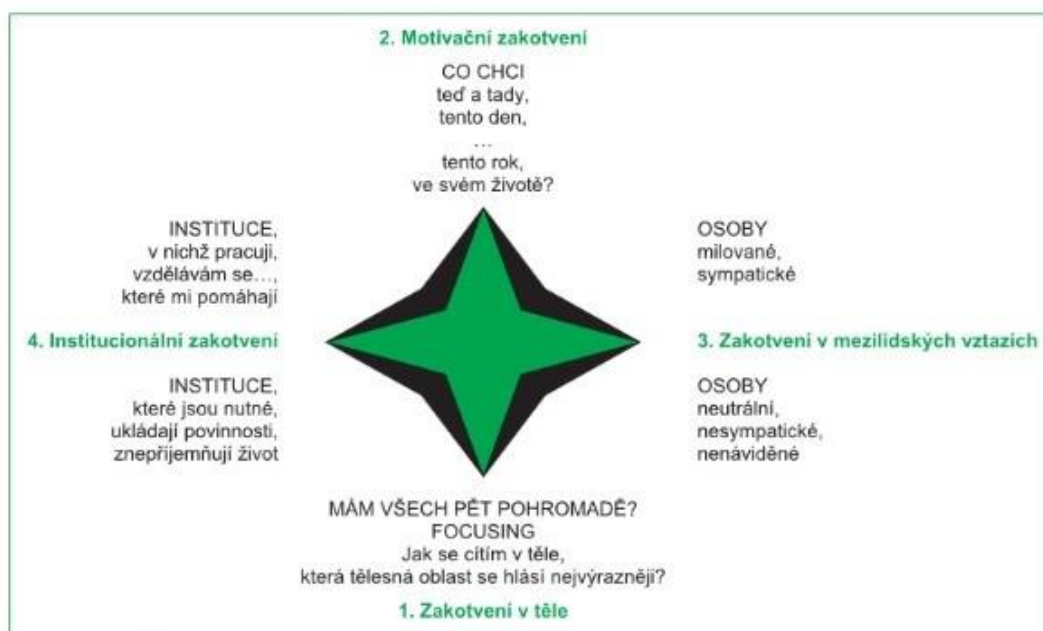 2. Motivační zakotvení
CO CHCI
teď a tady,
tento den,
...
tento rok,
ve svém životě?
INSTITUCE,
v nichž pracuji,
vzdělávám se...,
které mi pomáhají
OSOBY
milované,
sympatické
4. Institucionální zakotvení
3. Zakotvení v mezilidských vztazích
INSTITUCE,
které jsou nutné,
ukládají povinnosti,
znepříjemňují život
OSOBY
neutrální,
nesympatické,
nenáviděné
MÁM VŠECH PĚT POHROMADĚ?
FOCUSING
Jak se cítím v těle,
která tělesná oblast se hlásí nejvýrazněji?
1. Zakotvení v těle